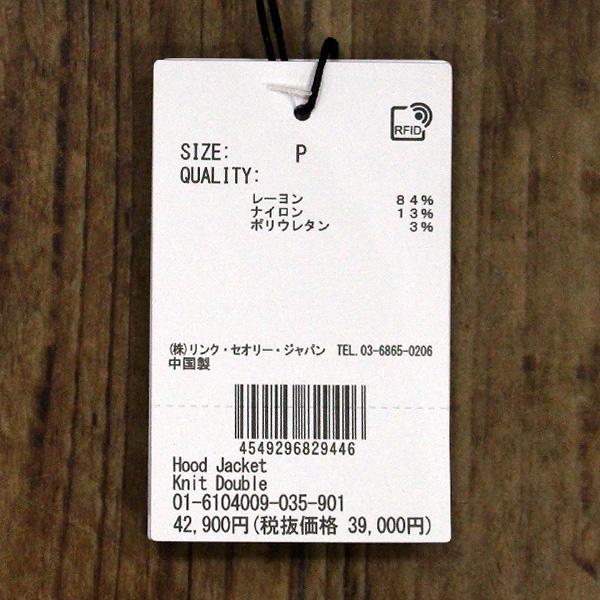 RFID
SIZE: P
QUALITY:
レーヨン 84%
ナイロン 13%
ポリウレタン 3%
(株)リンク・セオリー・ジャパン TEL.03-6865-0206
中国製
4549296829446
Hood Jacket
Knit Double
01-6104009-035-901
42,900円(税抜価格 39,000円)